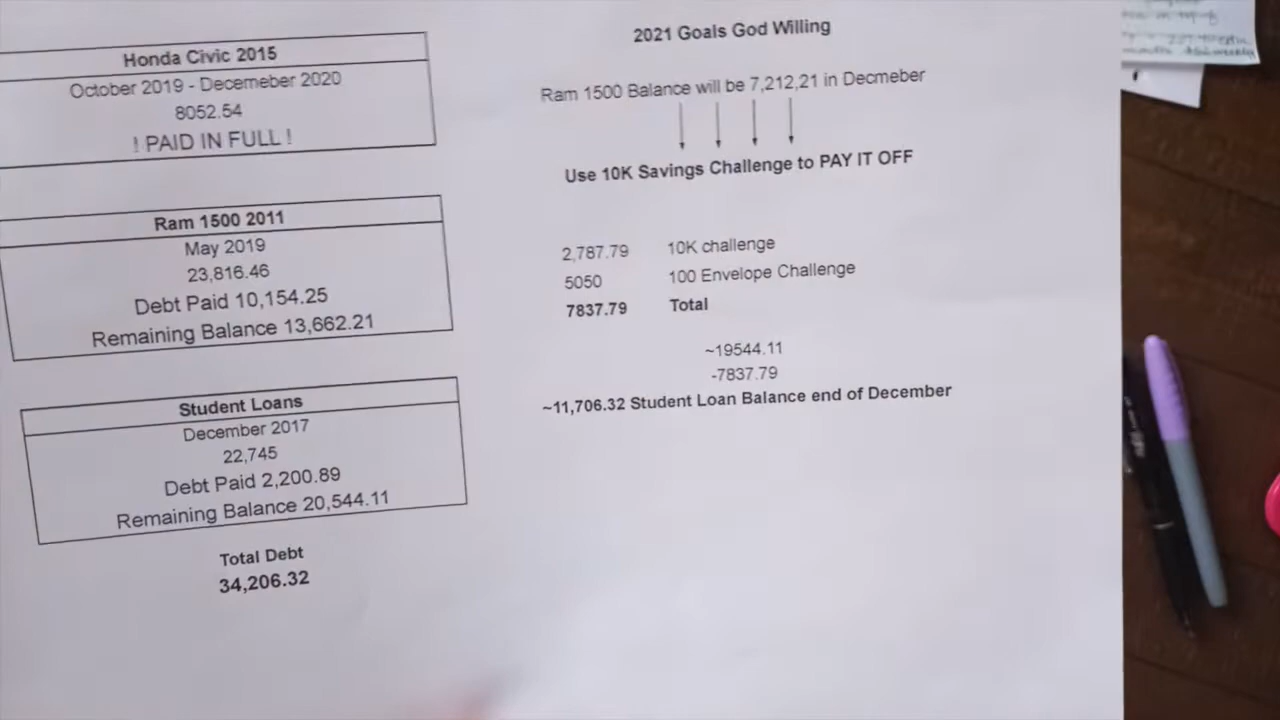 Honda Civic 2015
October 2019 - Decemeber 2020
8052.54
! PAID IN FULL !
Ram 1500 2011
May 2019
23,816.46
Debt Paid 10,154.25
Remaining Balance 13,662.21
Student Loans
December 2017
22,745
Debt Paid 2,200.89
Remaining Balance 20,544.11
Total Debt
34,206.32
2021 Goals God Willing
Ram 1500 Balance will be 7,212,21 in Decmeber
Use 10K Savings Challenge to PAY IT OFF
2,787.79 10K challenge
5050 100 Envelope Challenge
7837.79 Total
~19544.11
-7837.79
~11,706.32 Student Loan Balance end of December